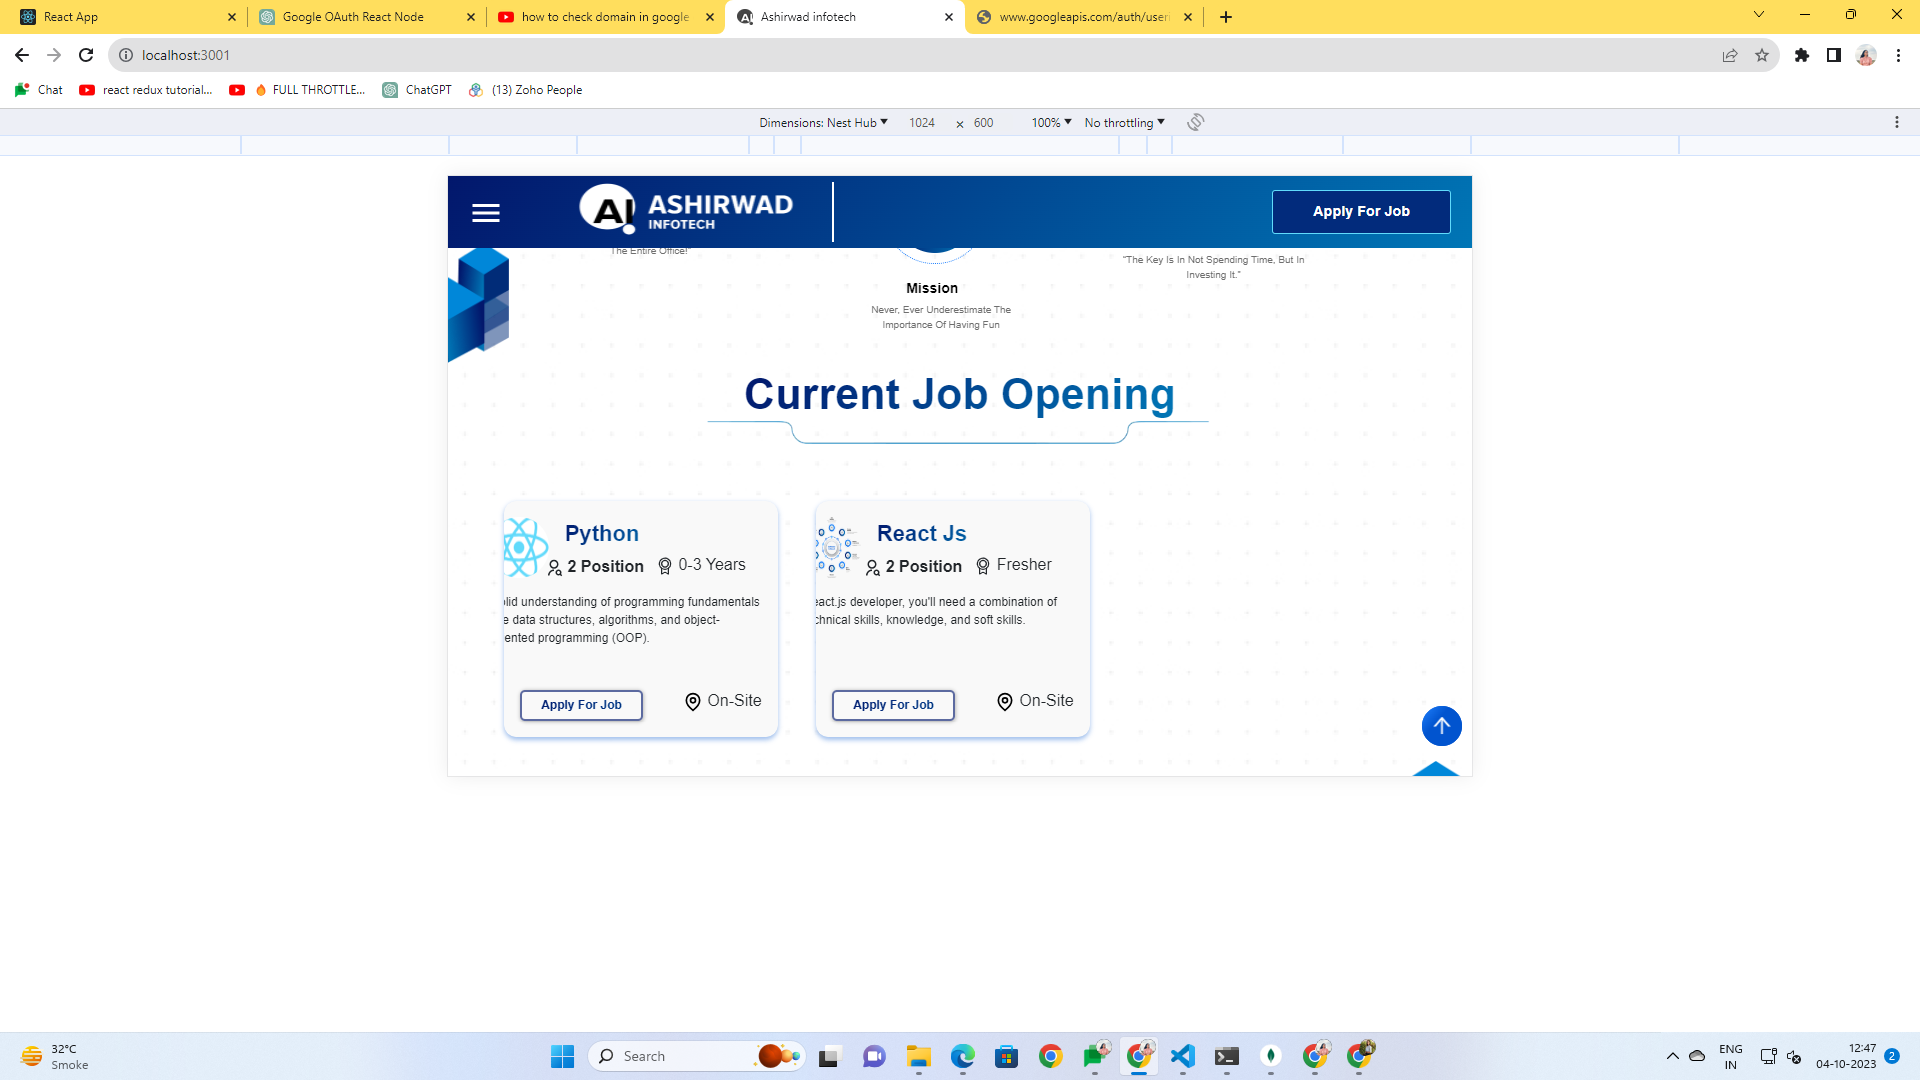 React App
Google OAuth React Node
how to check domain in google
Ashirwad infotech
www.googleapis.com/auth/useri
localhost:3001
Chat
react redux tutorial...
FULL THROTTLE...
ChatGPT
(13) Zoho People
Dimensions: Nest Hub
1024
×
600
100%
No throttling
AI ASHIRWAD
INFOTECH
Apply For Job
The Entire Office!"
"The Key Is In Not Spending Time, But In
Investing It."
Mission
Never, Ever Underestimate The
Importance Of Having Fun
Current Job Opening
Python
2 Position
0-3 Years
lid understanding of programming fundamentals
e data structures, algorithms, and object-
ented programming (OOP).
Apply For Job
On-Site
React Js
2 Position
Fresher
eact.js developer, you'll need a combination of
chnical skills, knowledge, and soft skills.
Apply For Job
On-Site
32°C
Smoke
Search
ENG
IN
12:47
04-10-2023
2